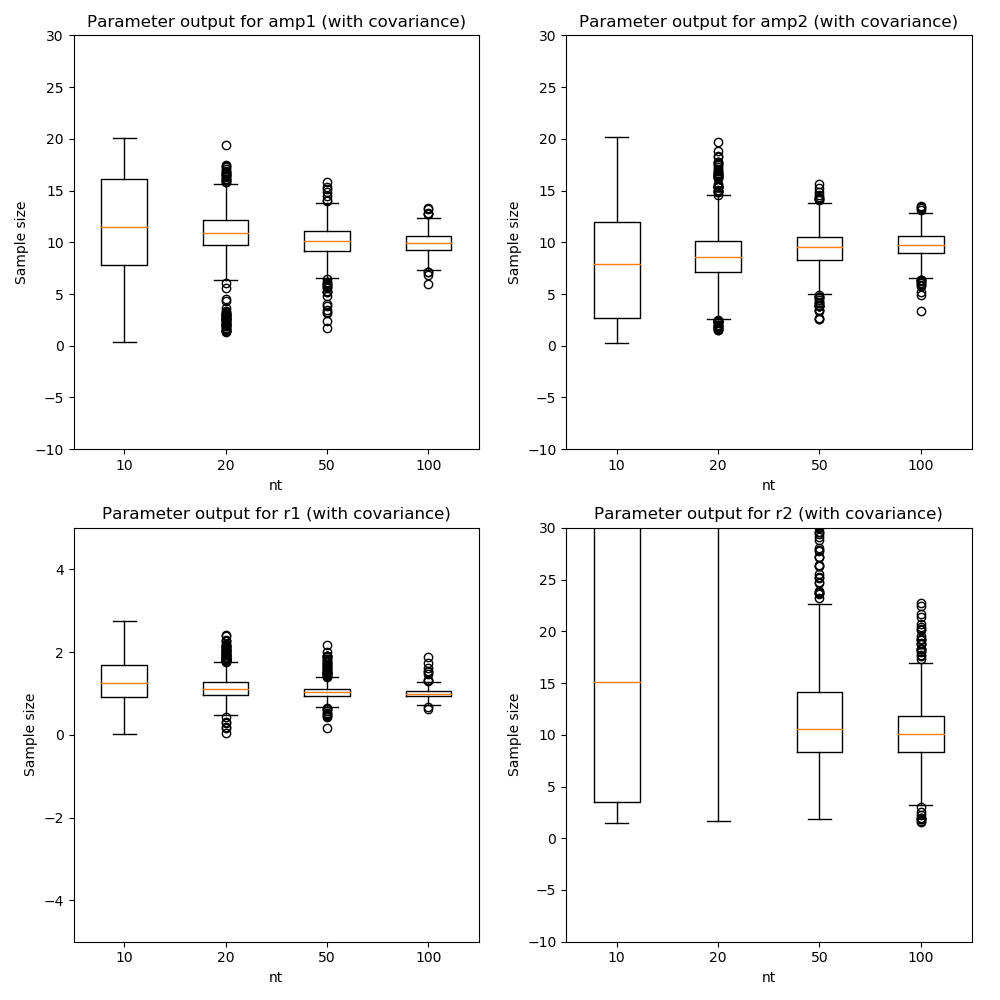 Parameter output for amp1 (with covariance)
30
25
20
15
10
5
0
−5
−10
Sample size
10 20 50 100
nt
Parameter output for amp2 (with covariance)
30
25
20
15
10
5
0
−5
−10
Sample size
10 20 50 100
nt
Parameter output for r1 (with covariance)
4
2
0
−2
−4
Sample size
10 20 50 100
nt
Parameter output for r2 (with covariance)
30
25
20
15
10
5
0
−5
−10
Sample size
10 20 50 100
nt